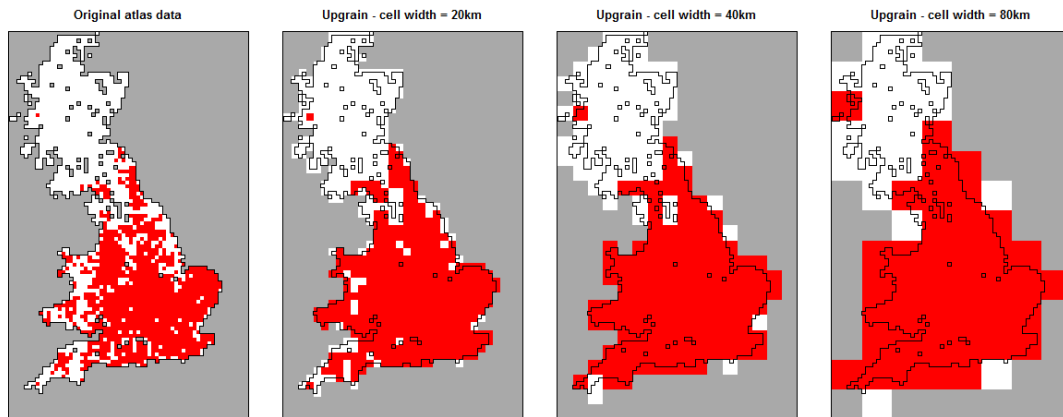 Original atlas data
Upgrain - cell width = 20km
Upgrain - cell width = 40km
Upgrain - cell width = 80km